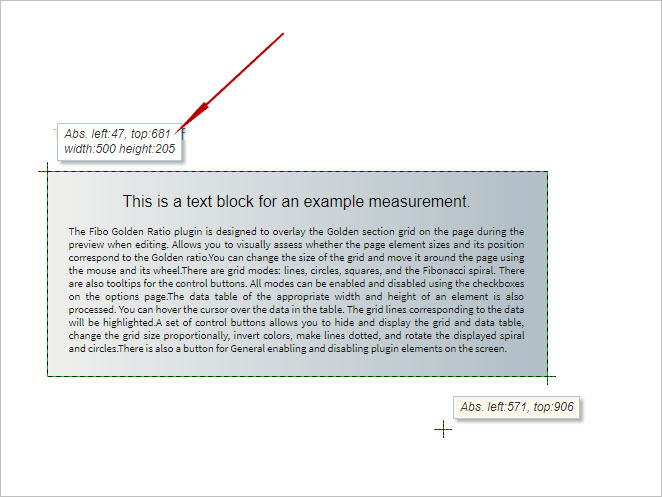 Abs. left:47, top:681
width:500 height:205
This is a text block for an example measurement.
The Fibo Golden Ratio plugin is designed to overlay the Golden section grid on the page during the
preview when editing. Allows you to visually assess whether the page element sizes and its position
correspond to the Golden ratio.You can change the size of the grid and move it around the page using
the mouse and its wheel.There are grid modes: lines, circles, squares, and the Fibonacci spiral. There
are also tooltips for the control buttons. All modes can be enabled and disabled using the checkboxes
on the options page.The data table of the appropriate width and height of an element is also
processed. You can hover the cursor over the data in the table. The grid lines corresponding to the data
will be highlighted.A set of control buttons allows you to hide and display the grid and data table,
change the grid size proportionally, invert colors, make lines dotted, and rotate the displayed spiral
and circles.There is also a button for General enabling and disabling plugin elements on the screen.
Abs. left:571, top:906